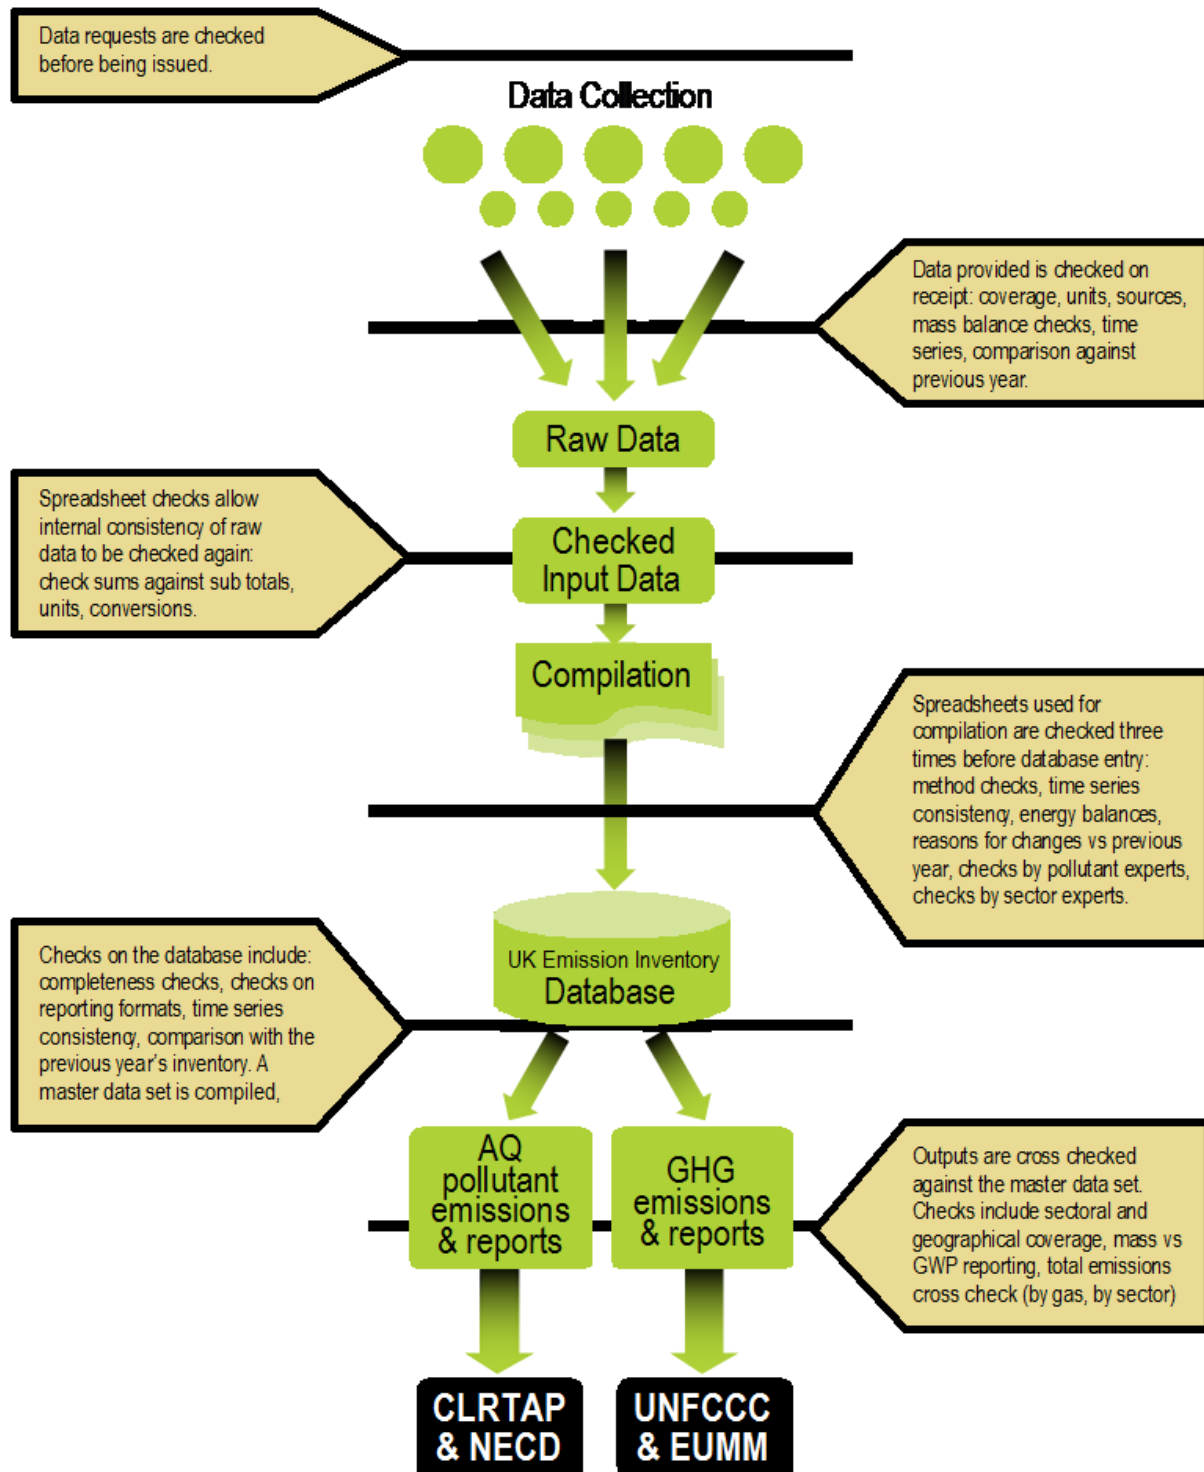 Data requests are checked
before being issued.
Data Collection
Data provided is checked on
receipt: coverage, units, sources,
mass balance checks, time
series, comparison against
previous year.
Raw Data
Spreadsheet checks allow
internal consistency of raw
data to be checked again:
check sums against sub totals,
units, conversions.
Checked
Input Data
Compilation
Spreadsheets used for
compilation are checked three
times before database entry:
method checks, time series
consistency, energy balances,
reasons for changes vs previous
year, checks by pollutant experts,
checks by sector experts.
UK Emission Inventory
Database
Checks on the database include:
completeness checks, checks on
reporting formats, time series
consistency, comparison with the
previous year's inventory. A
master data set is compiled,
AQ
pollutant
emissions
& reports
GHG
emissions
& reports
Outputs are cross checked
against the master data set.
Checks include sectoral and
geographical coverage, mass vs
GWP reporting, total emissions
cross check (by gas, by sector)
CLRTAP
& NECD
UNFCCC
& EUMM